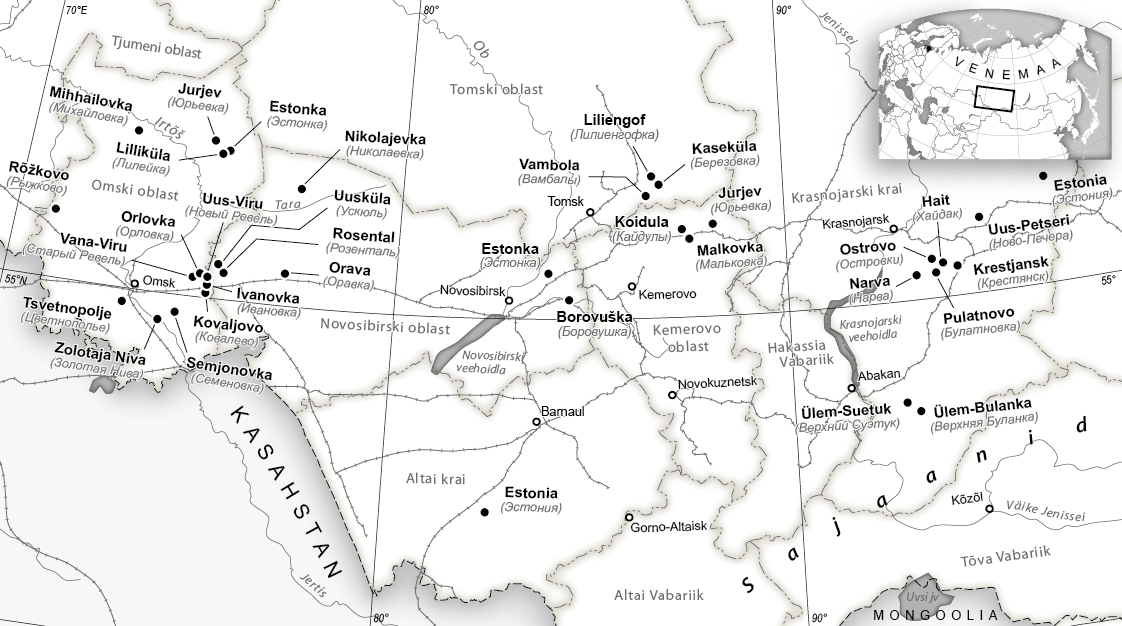 70°E
80°
90°
Jenissei
Tjumeni oblast
Ob
VENEMAA
Mihhailovka
(Михайловка)
Jurjev
(Юрьевка)
Estonka
(Эстонка)
Irtõš
Tomski oblast
Nikolajevka
(Николаевка)
Lilliküla
(Лилейка)
Liliengof
(Лилиенгофка)
Kaseküla
(Березовка)
Rõžkovo
(Рыжково)
Omski oblast
Tara
Vambola
(Вамбалы)
Tomsk
Jurjev
(Юрьевка)
Krasnojarski krai
Estonia
(Эстония)
Uus-Viru
(Новый Ревель)
Uusküla
(Ускюль)
Orlovka
(Орловка)
Rosental
(Розенталь)
Koidula
(Кайдулы)
Malkovka
(Мальковка)
Krasnojarsk
Hait
(Хайдак)
Uus-Petseri
(Ново-Печера)
Vana-Viru
(Старый Ревель)
Orava
(Оравка)
Estonka
(Эстонка)
Ostrovo
(Островки)
Krestjansk
(Крестянск)
55°N
Omsk
Ivanovka
(Ивановка)
Novosibirsk
Kemerovo
Narva
(Нарва)
55°
Tsvetnopolje
(Цветнополье)
Kovaljovo
(Ковалево)
Novosibirski oblast
Borovuška
(Боровушка)
Kemerovo
oblast
Krasnojarski
veehoidla
Pulatnovo
(Булатновка)
Zolotaja Niva
(Золотая Нива)
Semjonovka
(Семеновка)
Novosibirski
veehoidla
Hakassia
Vabariik
Novokuznetsk
Abakan
KASAHSTAN
Barnaul
Ülem-Suetuk
(Верхний Суэтук)
Ülem-Bulanka
(Верхняя Буланка)
Sajaanid
Altai krai
Estonia
(Эстония)
Gorno-Altaisk
Kõzõl
Väike Jenissei
Jertis
Tõva Vabariik
Altai Vabariik
Uvsi jv
80°
90°
MONGOOLIA